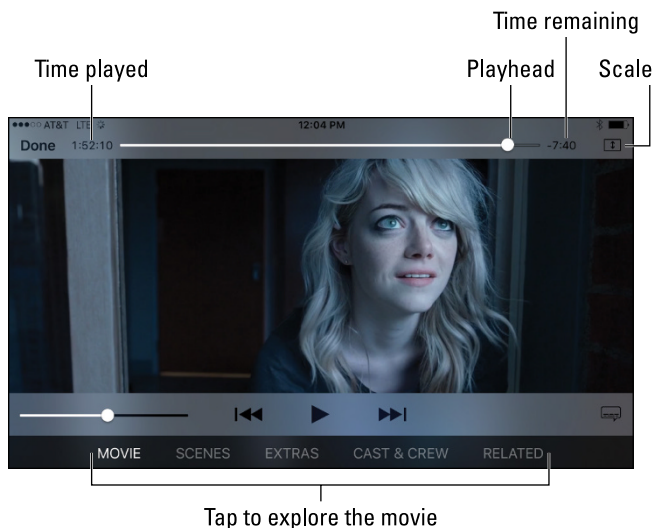 Time remaining
Time played
Playhead
Scale
AT&T LTE
12:04 PM
Done
1:52:10
-7:40
MOVIE
SCENES
EXTRAS
CAST & CREW
RELATED
Tap to explore the movie